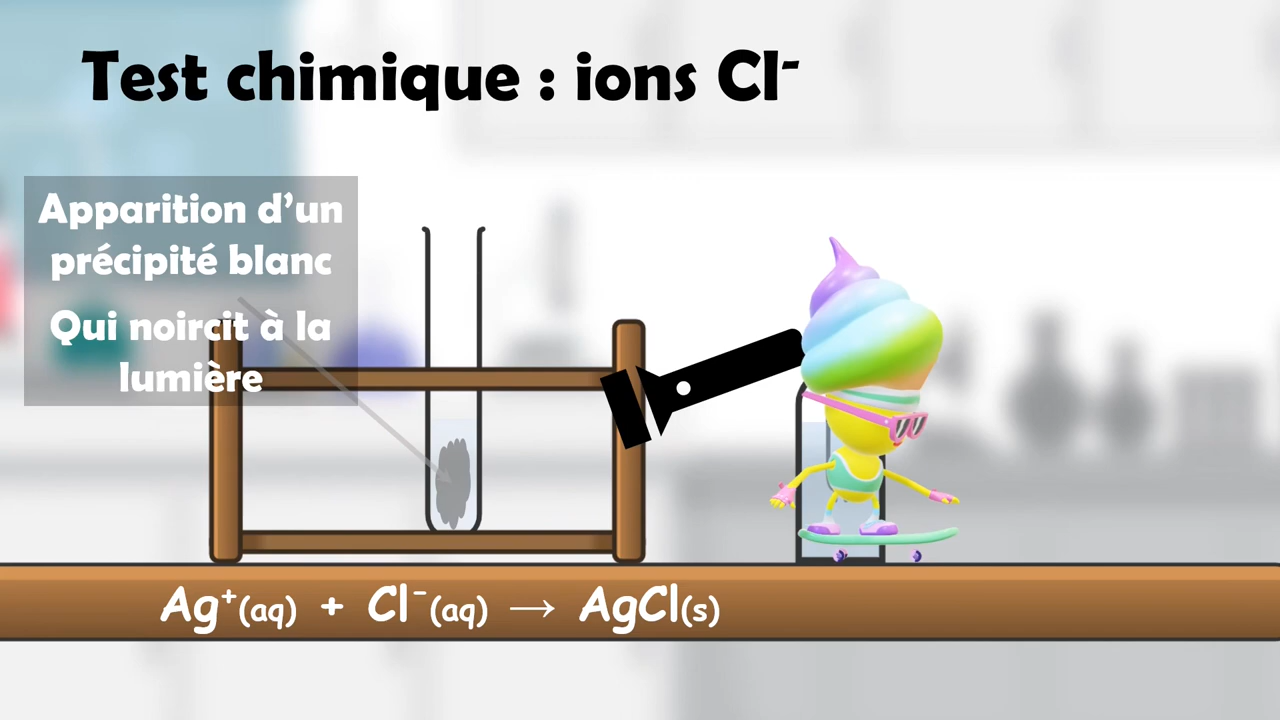 Test chimique : ions Cl⁻
Apparition d’un
précipité blanc
Qui noircit à la
lumière
Ag⁺(aq) + Cl⁻(aq) → AgCl(s)